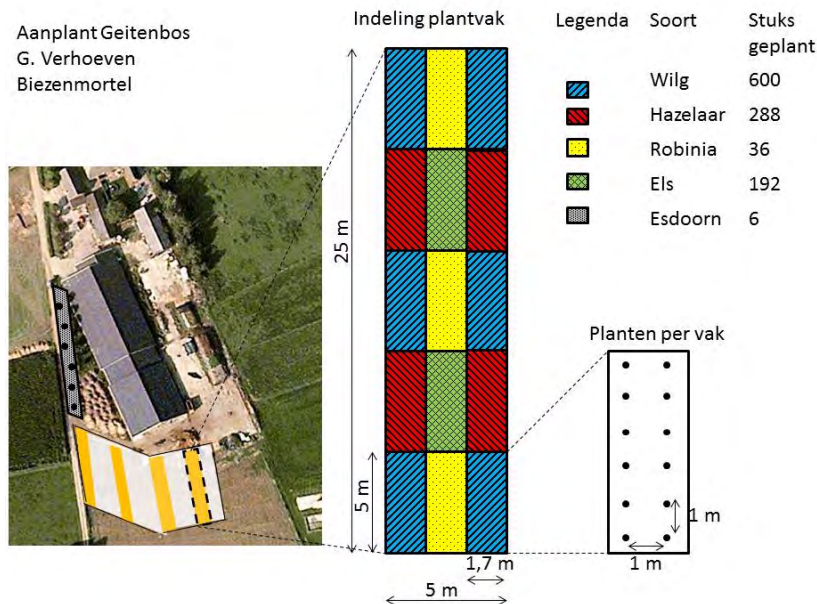 Aanplant Geitenbos
G. Verhoeven
Biezenmortel
Indeling plantvak
25 m
5 m
1,7 m
5 m
Legenda Soort Stuks geplant
Wilg 600
Hazelaar 288
Robinia 36
Els 192
Esdoorn 6
Planten per vak
1 m
1 m